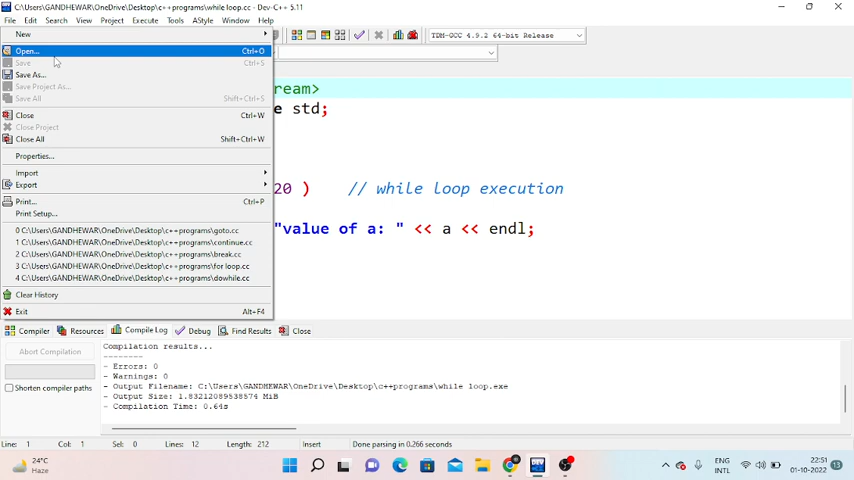 C:\Users\GANDHEWAR\OneDrive\Desktop\c++programs\while loop.cc - Dev-C++ 5.11
File Edit Search View Project Execute Tools AStyle Window Help
New
TDM-GCC 4.9.2 64-bit Release
Open... Ctrl+O
Save Ctrl+S
Save As...
Save Project As...
Save All Shift+Ctrl+S
Close Ctrl+W
Close Project
Close All Shift+Ctrl+W
Properties...
Import
Export
Print... Ctrl+P
Print Setup...
0 C:\Users\GANDHEWAR\OneDrive\Desktop\c++programs\goto.cc
1 C:\Users\GANDHEWAR\OneDrive\Desktop\c++programs\continue.cc
2 C:\Users\GANDHEWAR\OneDrive\Desktop\c++programs\break.cc
3 C:\Users\GANDHEWAR\OneDrive\Desktop\c++programs\for loop.cc
4 C:\Users\GANDHEWAR\OneDrive\Desktop\c++programs\dowhile.cc
Clear History
Exit Alt+F4
ream>
e std;
20 ) // while loop execution
"value of a: " << a << endl;
Compiler Resources Compile Log Debug Find Results Close
Abort Compilation
Shorten compiler paths
Compilation results...
--------
- Errors: 0
- Warnings: 0
- Output Filename: C:\Users\GANDHEWAR\OneDrive\Desktop\c++programs\while loop.exe
- Output Size: 1.83212089538574 MiB
- Compilation Time: 0.64s
Line: 1 Col: 1 Sel: 0 Lines: 12 Length: 212 Insert Done parsing in 0.266 seconds
24°C
Haze
DEV
ENG
INTL
22:51
01-10-2022
13